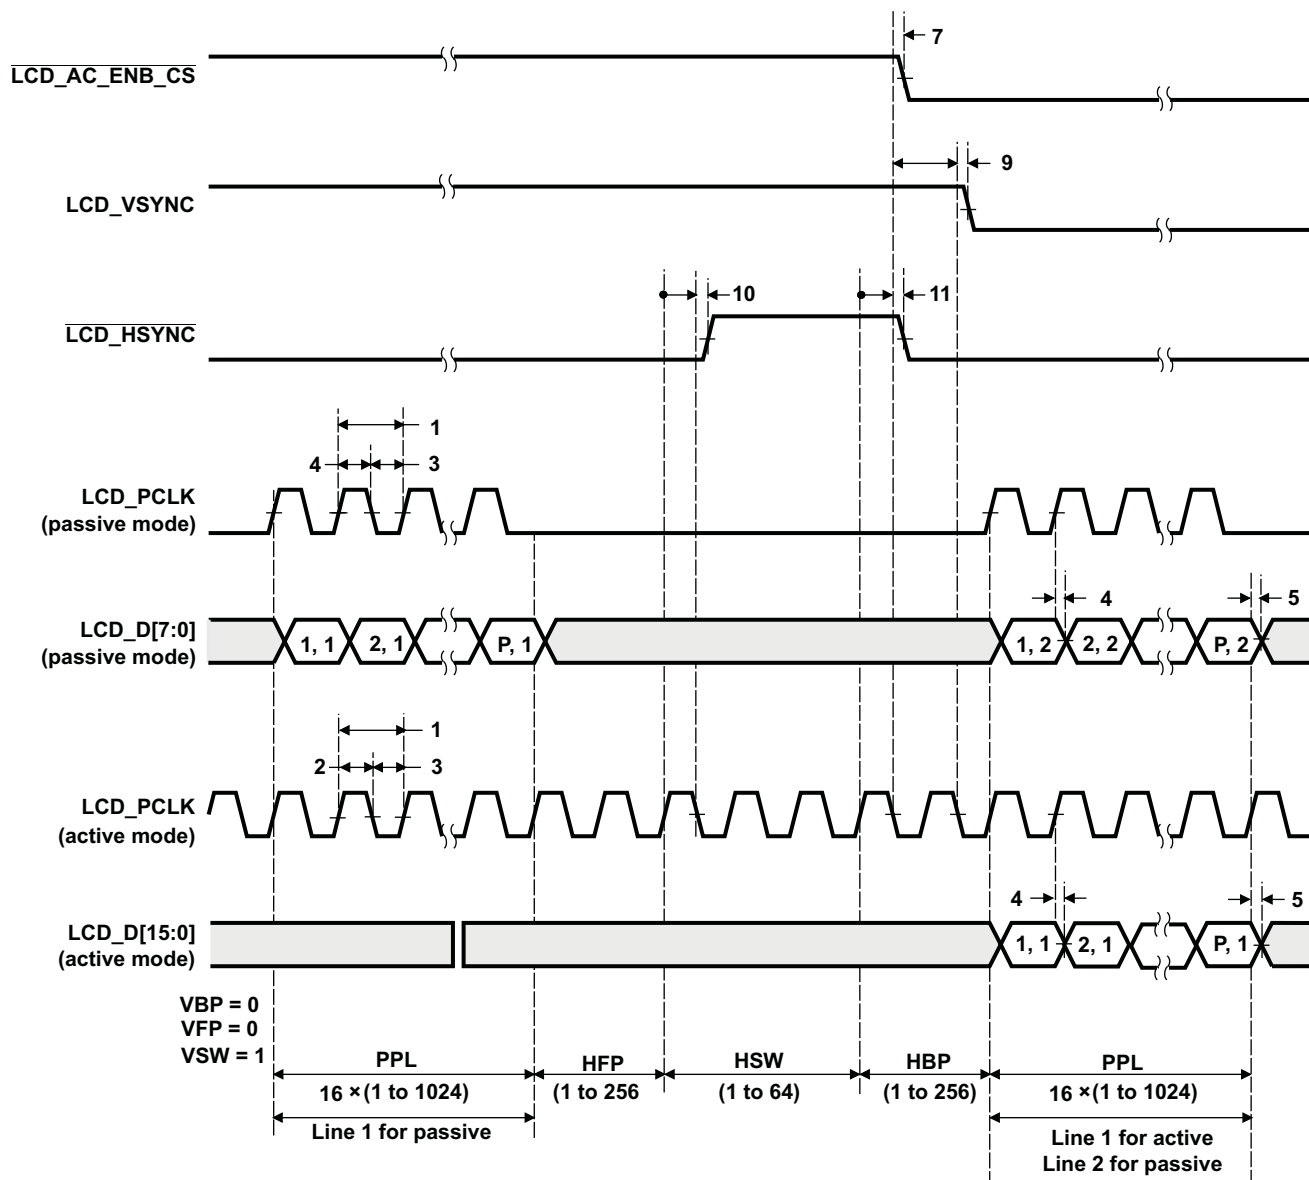 7
LCD_AC_ENB_CS
9
LCD_VSYNC
10
11
LCD_HSYNC
1
4
3
LCD_PCLK
(passive mode)
4
5
LCD_D[7:0]
(passive mode)
1, 1
2, 1
P, 1
1, 2
2, 2
P, 2
1
2
3
LCD_PCLK
(active mode)
4
5
LCD_D[15:0]
(active mode)
1, 1
2, 1
P, 1
VBP = 0
VFP = 0
VSW = 1
PPL
16 × (1 to 1024)
HFP
(1 to 256
HSW
(1 to 64)
HBP
(1 to 256)
PPL
16 × (1 to 1024)
Line 1 for passive
Line 1 for active
Line 2 for passive